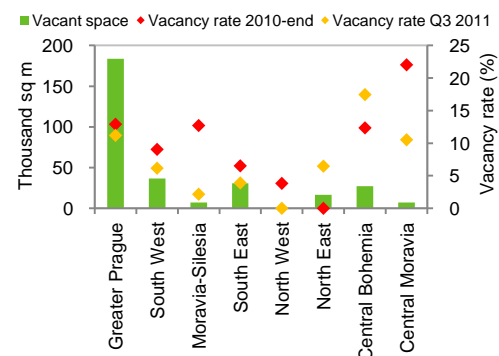 Vacant space Vacancy rate 2010-end Vacancy rate Q3 2011
200 25
150 20
100 15
50 10
0 5
0
Thousand sq m
Vacancy rate (%)
Greater Prague
South West
Moravia-Silesia
South East
North West
North East
Central Bohemia
Central Moravia